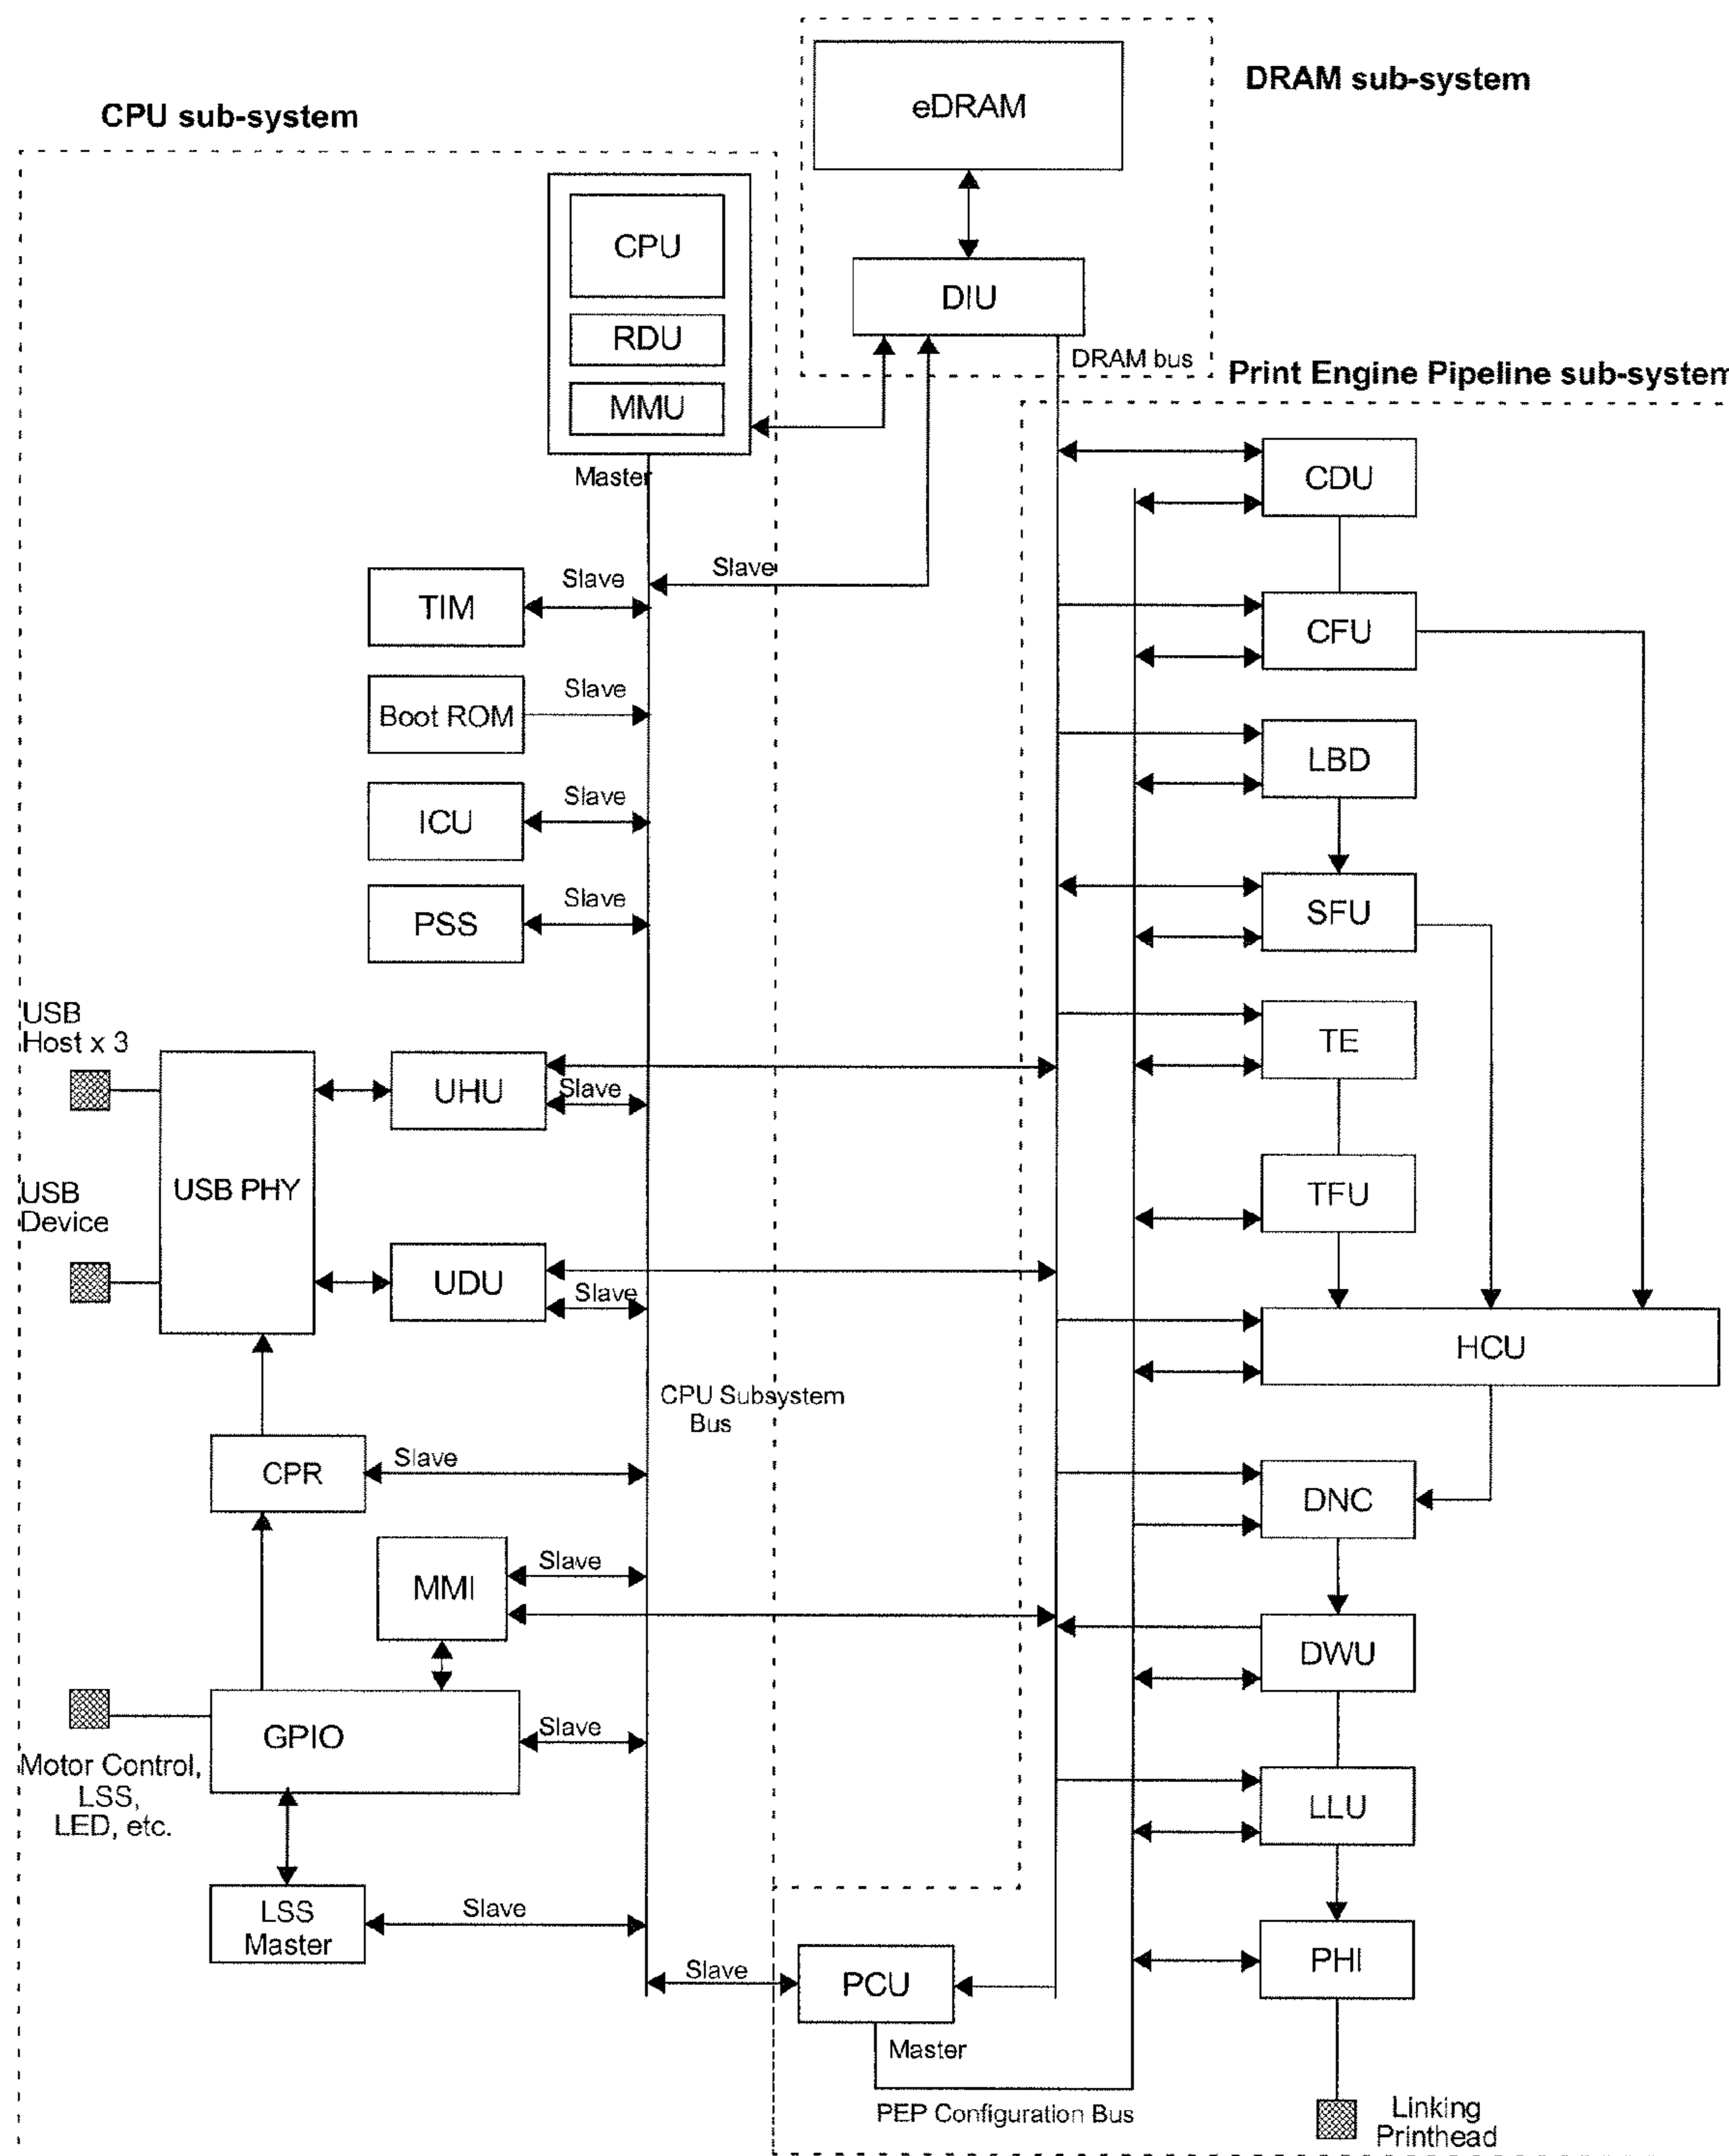 DRAM sub-system
CPU sub-system
eDRAM
CPU
DIU
RDU
DRAM bus
Print Engine Pipeline sub-system
MMU
Master
CDU
Slave
Slave
TIM
CFU
Slave
Boot ROM
LBD
Slave
ICU
Slave
PSS
SFU
USB
Host x 3
TE
UHU
Slave
USB PHY
USB
Device
TFU
UDU
Slave
HCU
CPU Subsystem
Bus
Slave
CPR
DNC
Slave
MMI
DWU
Slave
GPIO
Motor Control,
LSS,
LED, etc.
LLU
Slave
LSS
Master
Slave
PCU
PHI
Master
PEP Configuration Bus
Linking
Printhead